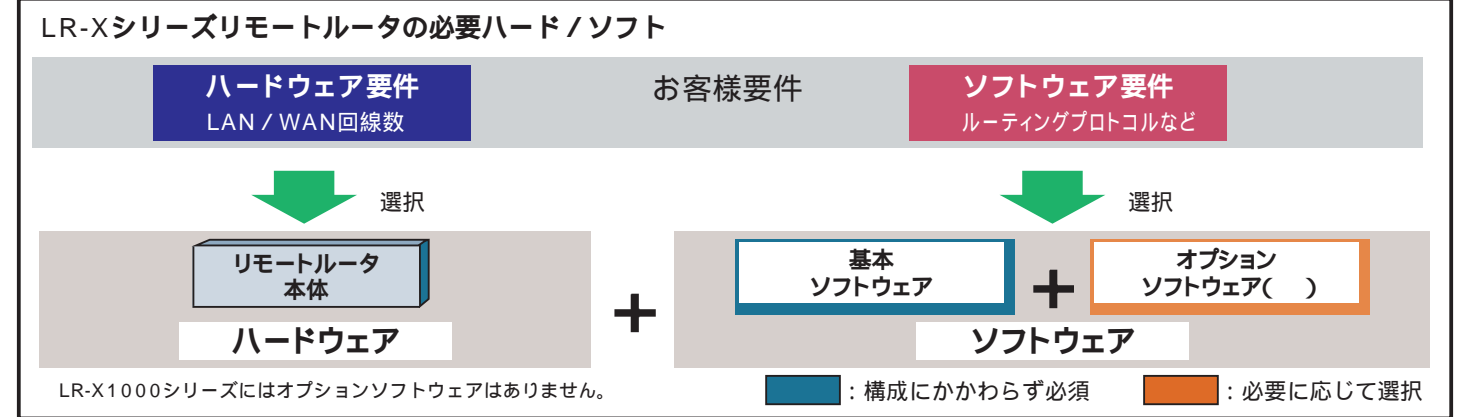 LR-Xシリーズリモートルータの必要ハード/ソフト
ハードウェア要件
LAN/WAN回線数
お客様要件
ソフトウェア要件
ルーティングプロトコルなど
選択
選択
リモートルータ
本体
ハードウェア
+
基本
ソフトウェア
+
オプション
ソフトウェア( )
ソフトウェア
LR-X1000シリーズにはオプションソフトウェアはありません。
:構成にかかわらず必須
:必要に応じて選択